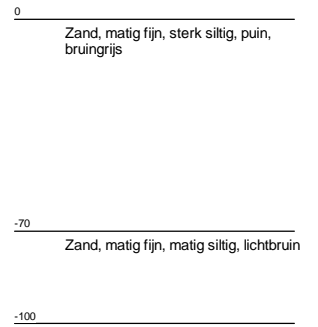 0
Zand, matig fijn, sterk siltig, puin,
bruingrijs
-70
Zand, matig fijn, matig siltig, lichtbruin
-100